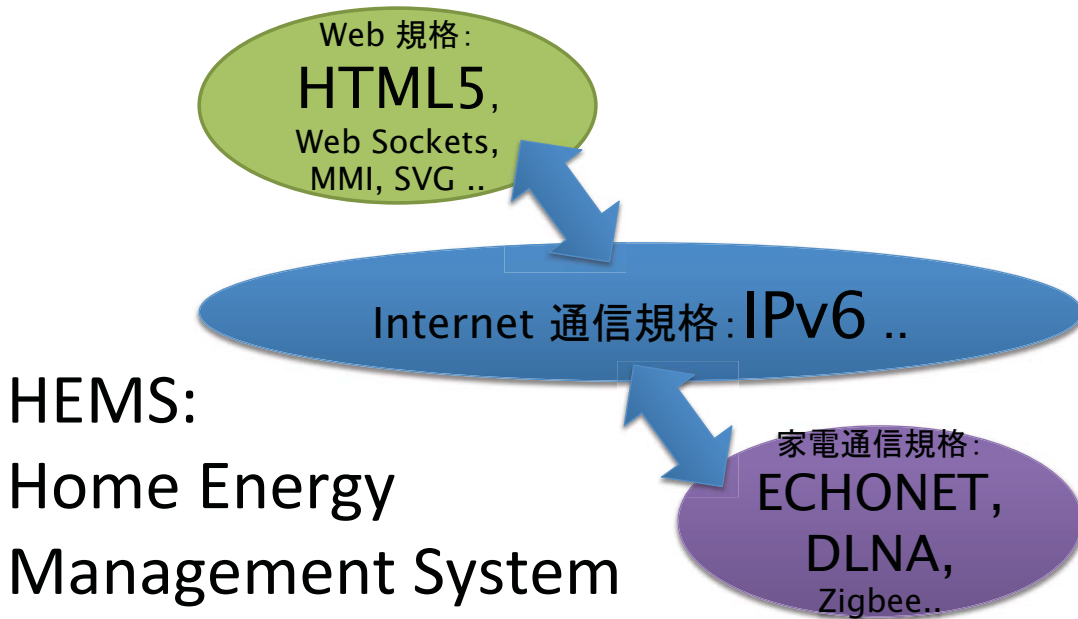 Web 規格:
HTML5,
Web Sockets,
MMI, SVG ..
Internet 通信規格:IPv6 ..
HEMS:
Home Energy
Management System
家電通信規格:
ECHONET,
DLNA,
Zigbee..